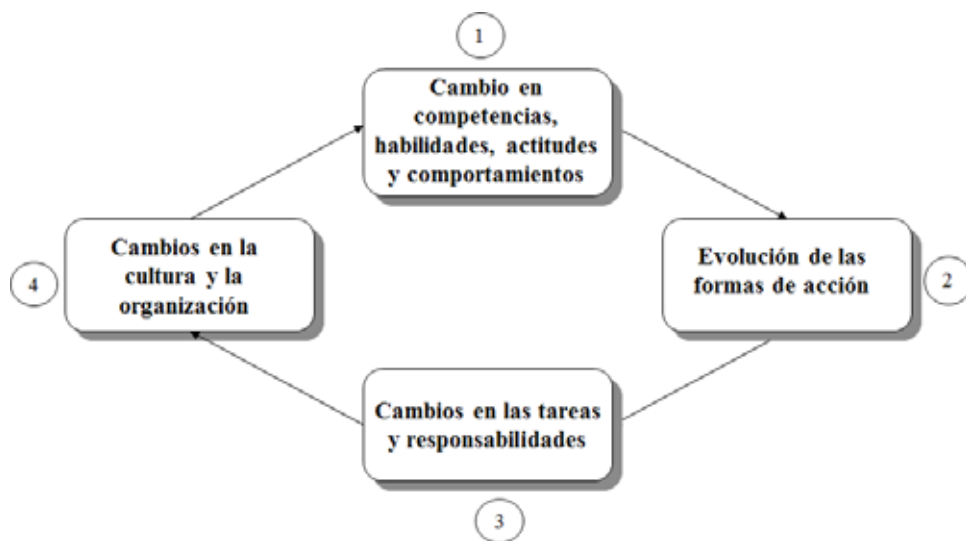 1
Cambio en
competencias,
habilidades, actitudes
y comportamientos
Cambios en la
cultura y la
organización
4
Evolución de las
formas de acción
2
Cambios en las tareas
y responsabilidades
3